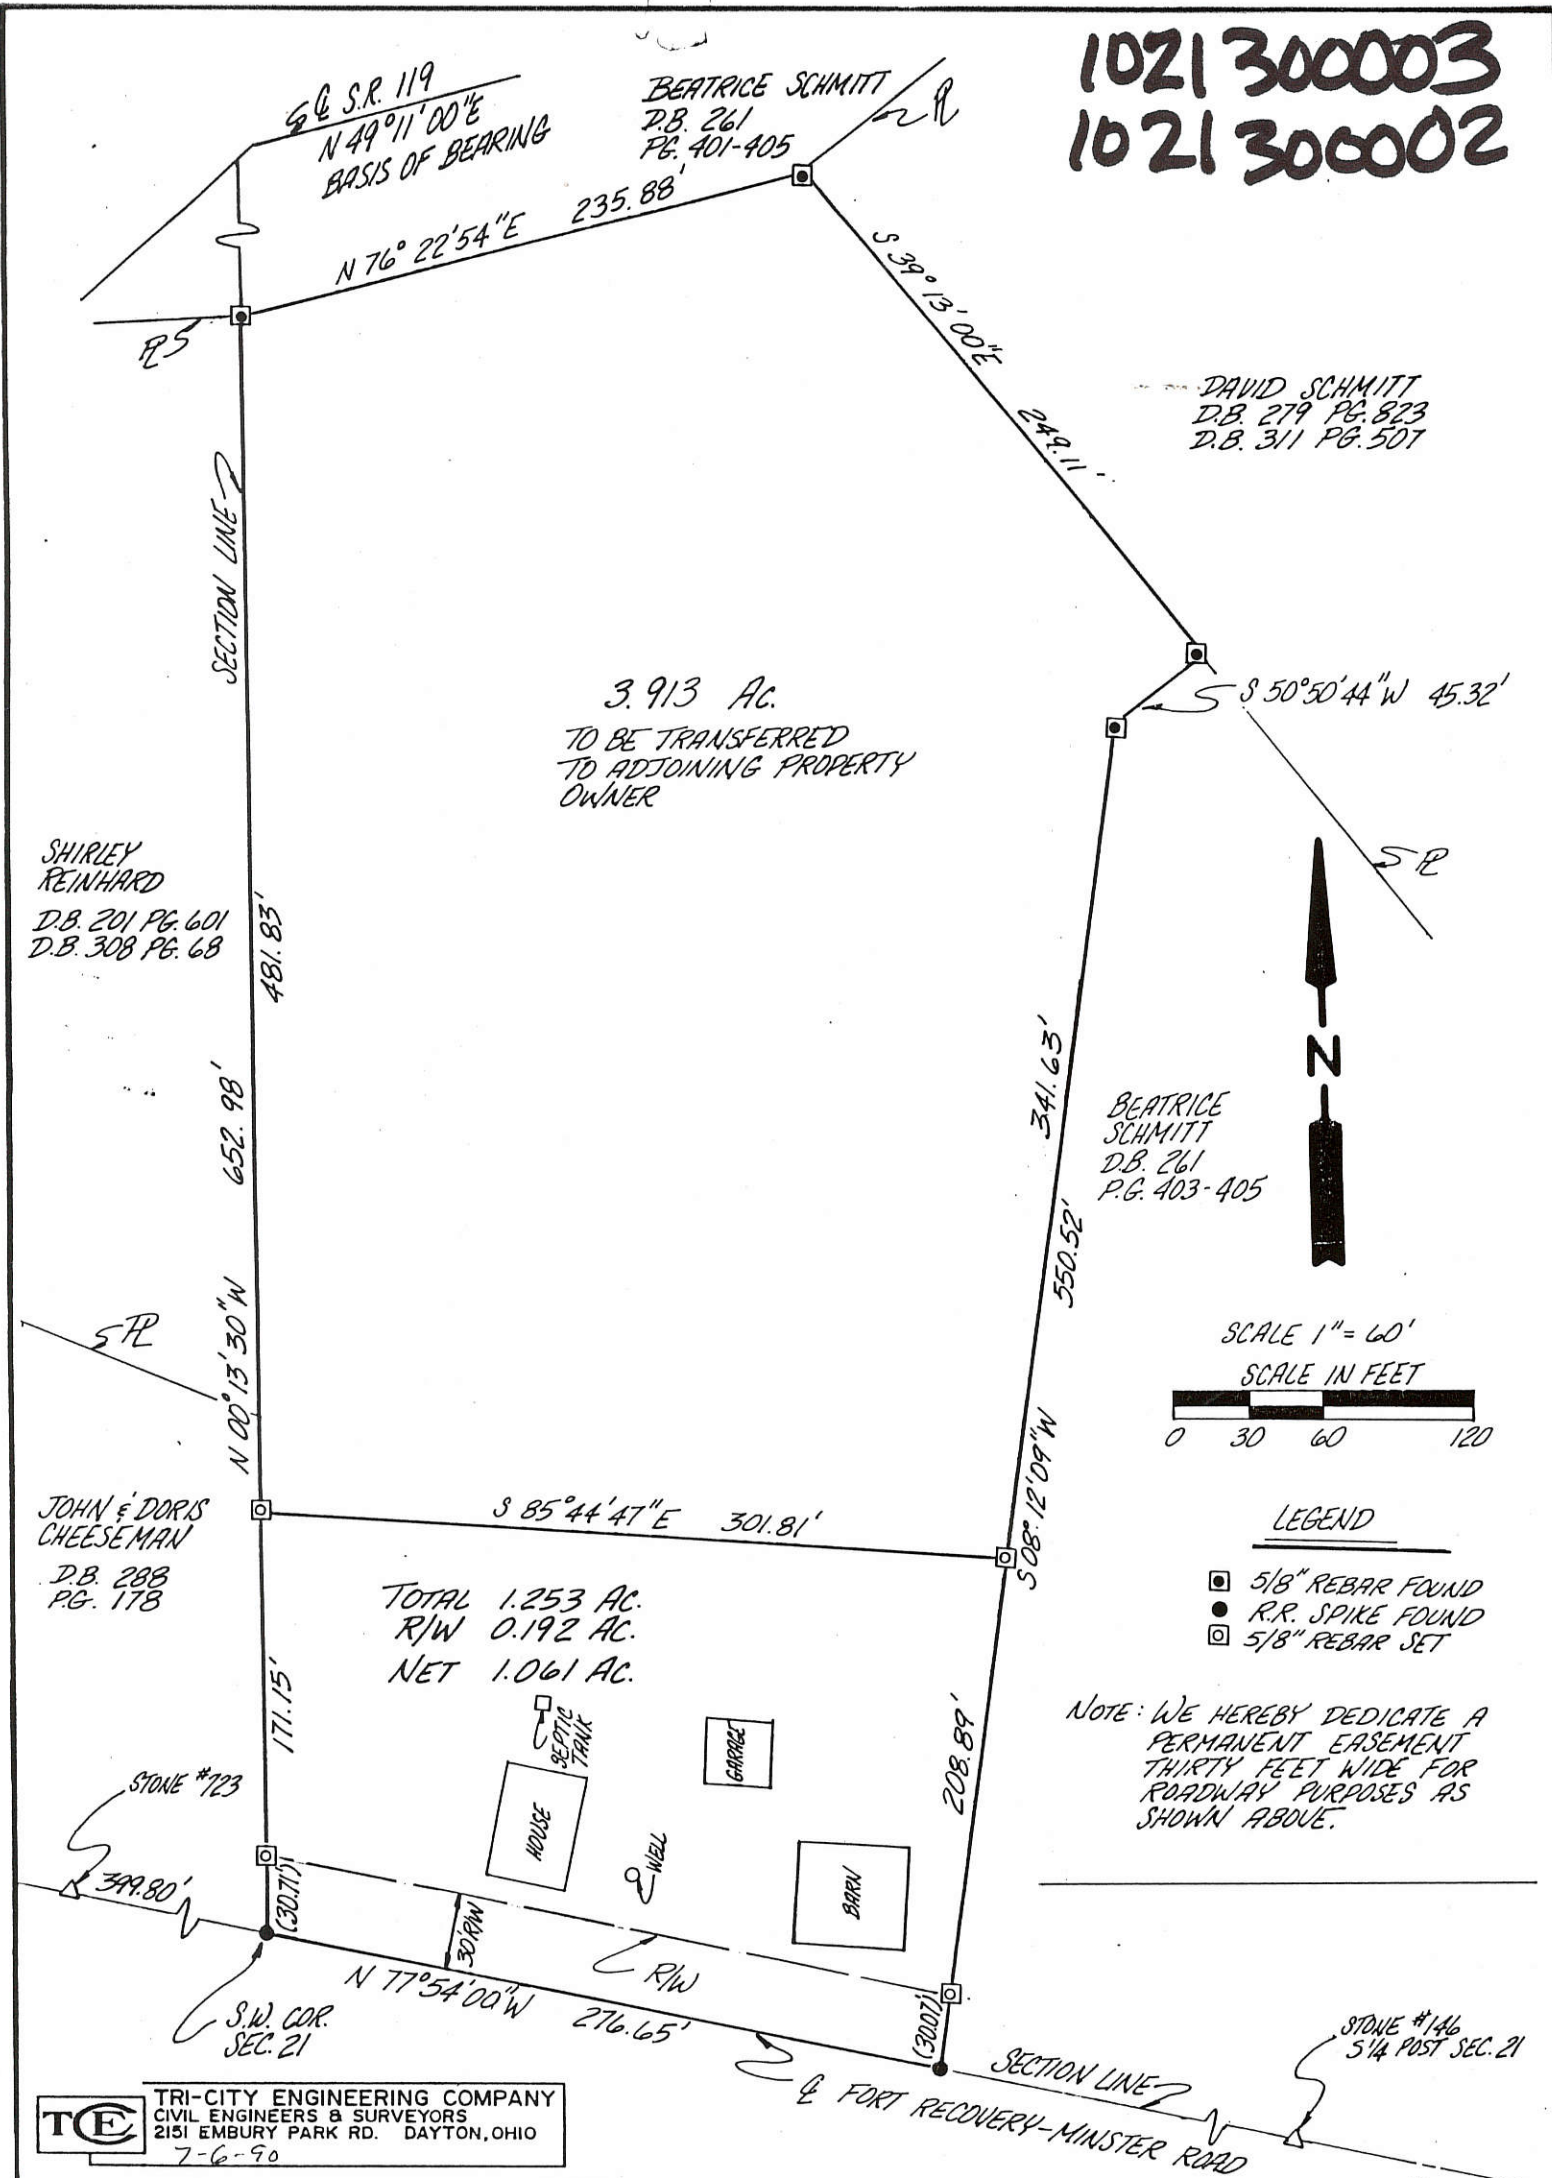 1021300003
1021300002
℄ S.R. 119
N 49°11'00"E
BASIS OF BEARING
BEATRICE SCHMITT
D.B. 261
PG. 401-405
℄
N 76° 22'54"E 235.88'
S 39° 13' 00"E
249.11'
DAVID SCHMITT
D.B. 279 PG. 823
D.B. 311 PG. 507
SECTION LINE
3.913 AC.
TO BE TRANSFERRED
TO ADJOINING PROPERTY
OWNER
S 50°50'44"W 45.32'
SHIRLEY
REINHARD
D.B. 201 PG. 601
D.B. 308 PG. 68
481.83'
652.98'
N 00° 13' 30" W
341.63'
550.52'
S 08° 12' 09" W
BEATRICE
SCHMITT
D.B. 261
P.G. 403-405
N
SCALE 1"= 60'
SCALE IN FEET
0 30 60 120
JOHN & DORIS
CHEESEMAN
D.B. 288
PG. 178
S 85°44'47"E 301.81'
LEGEND
5/8" REBAR FOUND
R.R. SPIKE FOUND
5/8" REBAR SET
TOTAL 1.253 AC.
R/W 0.192 AC.
NET 1.061 AC.
171.15'
SEPTIC
TANK
GARAGE
HOUSE
WELL
BARN
208.89'
NOTE: WE HEREBY DEDICATE A
PERMANENT EASEMENT
THIRTY FEET WIDE FOR
ROADWAY PURPOSES AS
SHOWN ABOVE.
STONE #723
399.80'
(30.71')
30' R/W
R/W
N 77°54'00"W 276.65'
(30.07')
S.W. COR.
SEC. 21
SECTION LINE
STONE #146
S 1/4 POST SEC. 21
℄ FORT RECOVERY-MINSTER ROAD
TCE
TRI-CITY ENGINEERING COMPANY
CIVIL ENGINEERS & SURVEYORS
2151 EMBURY PARK RD. DAYTON, OHIO
7-6-90